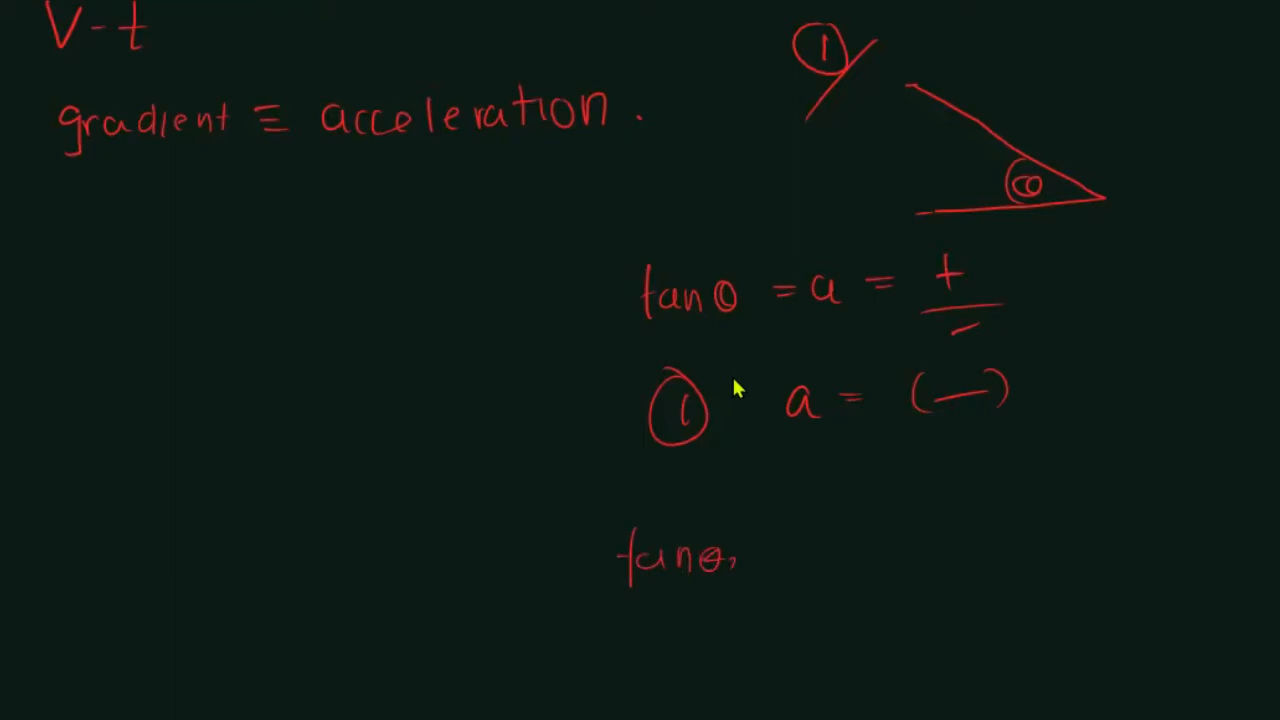 V-t
①
gradient ≡ acceleration.
θ
tanθ = a = +/-
① a = (—)
tanθ,